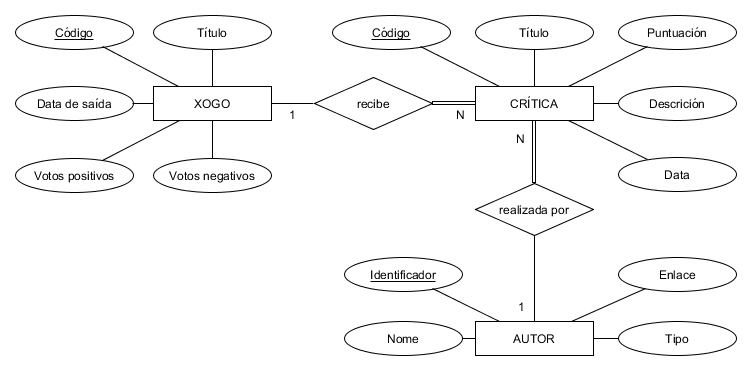 Código
Título
Código
Título
Puntuación
Data de saída
XOGO
recibe
CRÍTICA
Descrición
1
N
N
Votos positivos
Votos negativos
Data
realizada por
Identificador
Enlace
1
Nome
AUTOR
Tipo